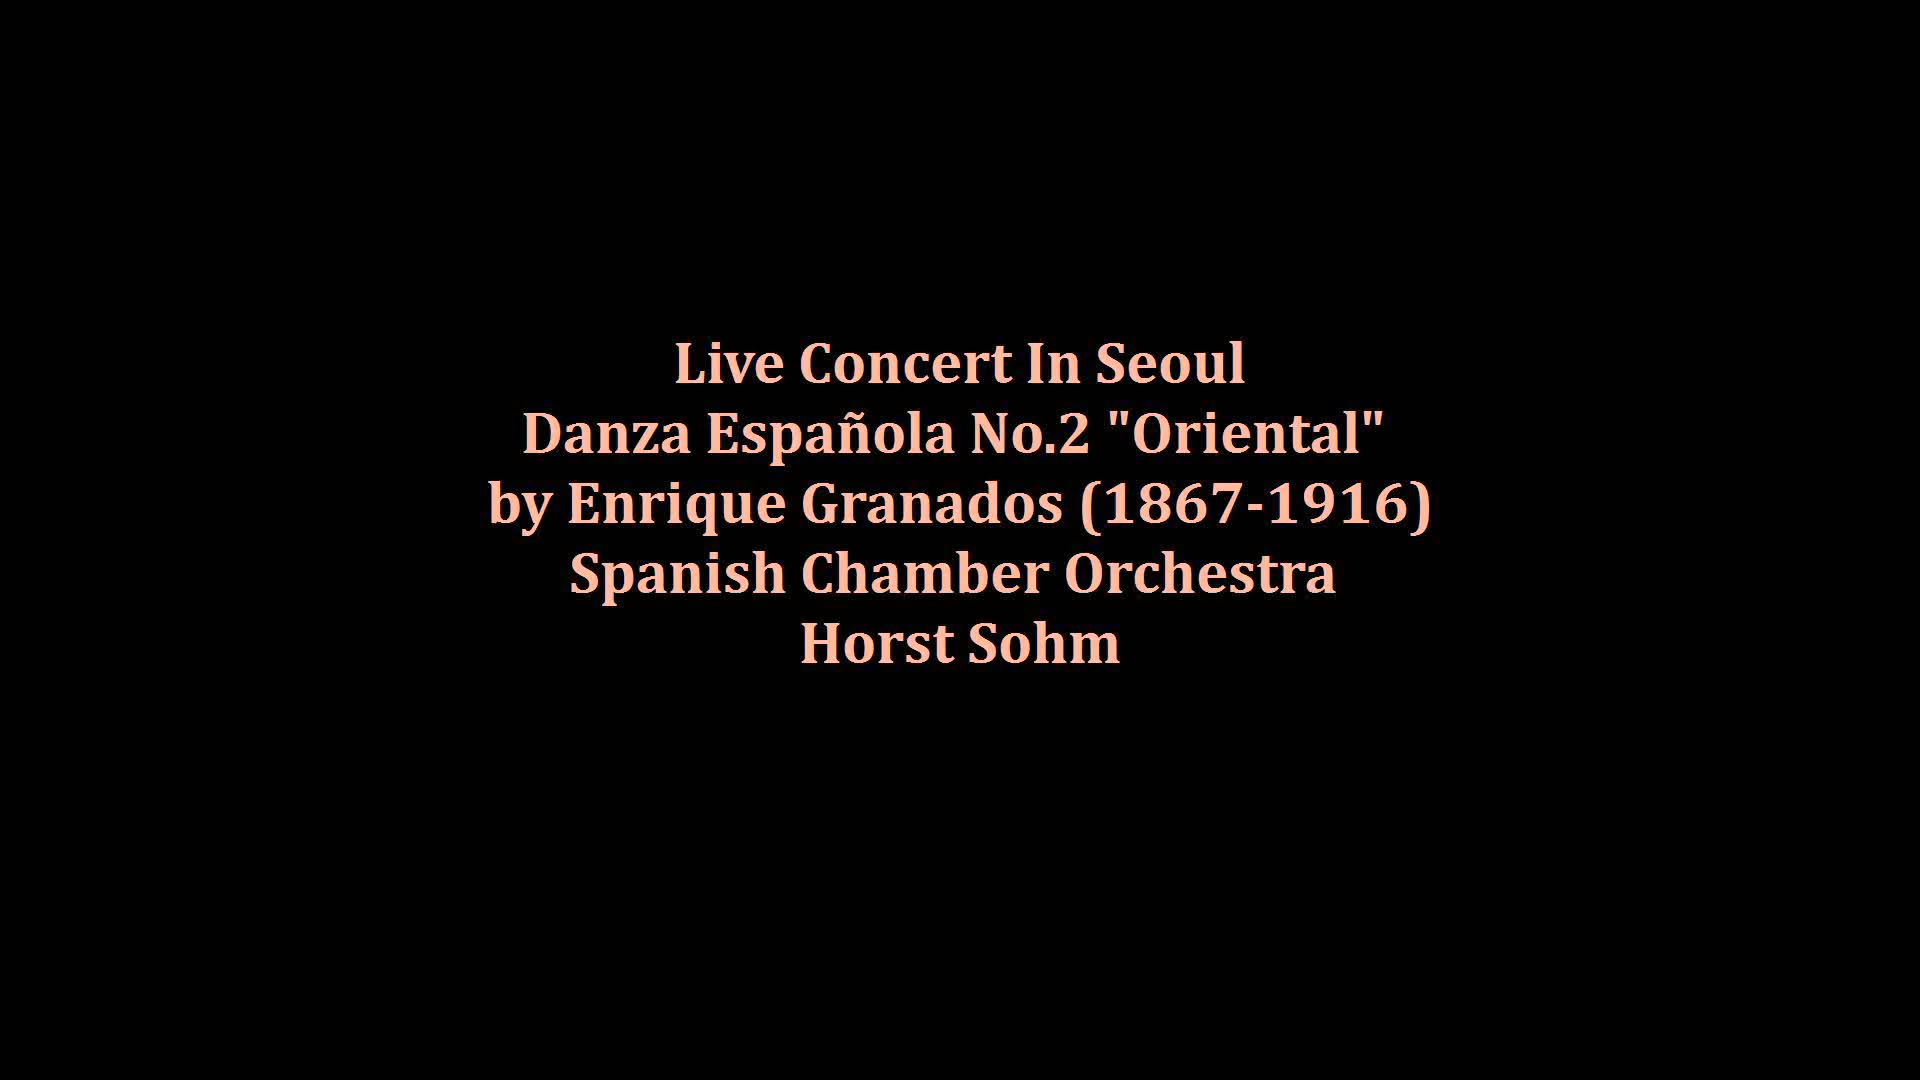 Live Concert In Seoul
Danza Española No.2 "Oriental"
by Enrique Granados (1867-1916)
Spanish Chamber Orchestra
Horst Sohm